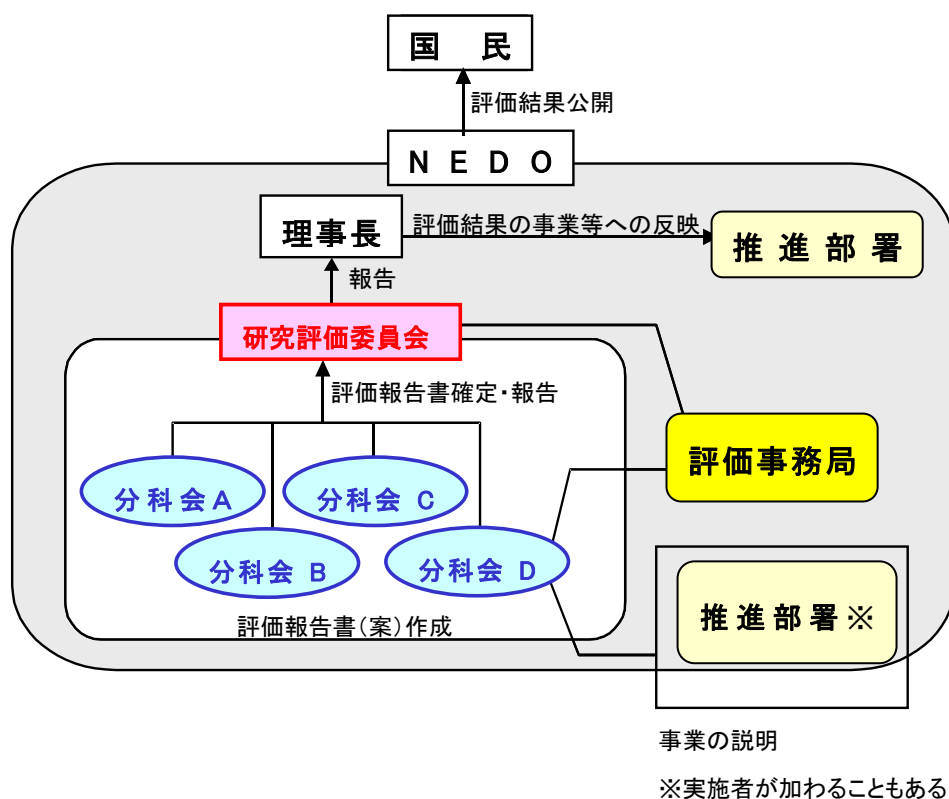 国 民
評価結果公開
N E D O
理事長
評価結果の事業等への反映
推 進 部 署
報告
研究評価委員会
評価報告書確定・報告
評価事務局
分科会A
分科会 C
分科会 B
分科会 D
推進部署※
評価報告書(案)作成
事業の説明
※実施者が加わることもある